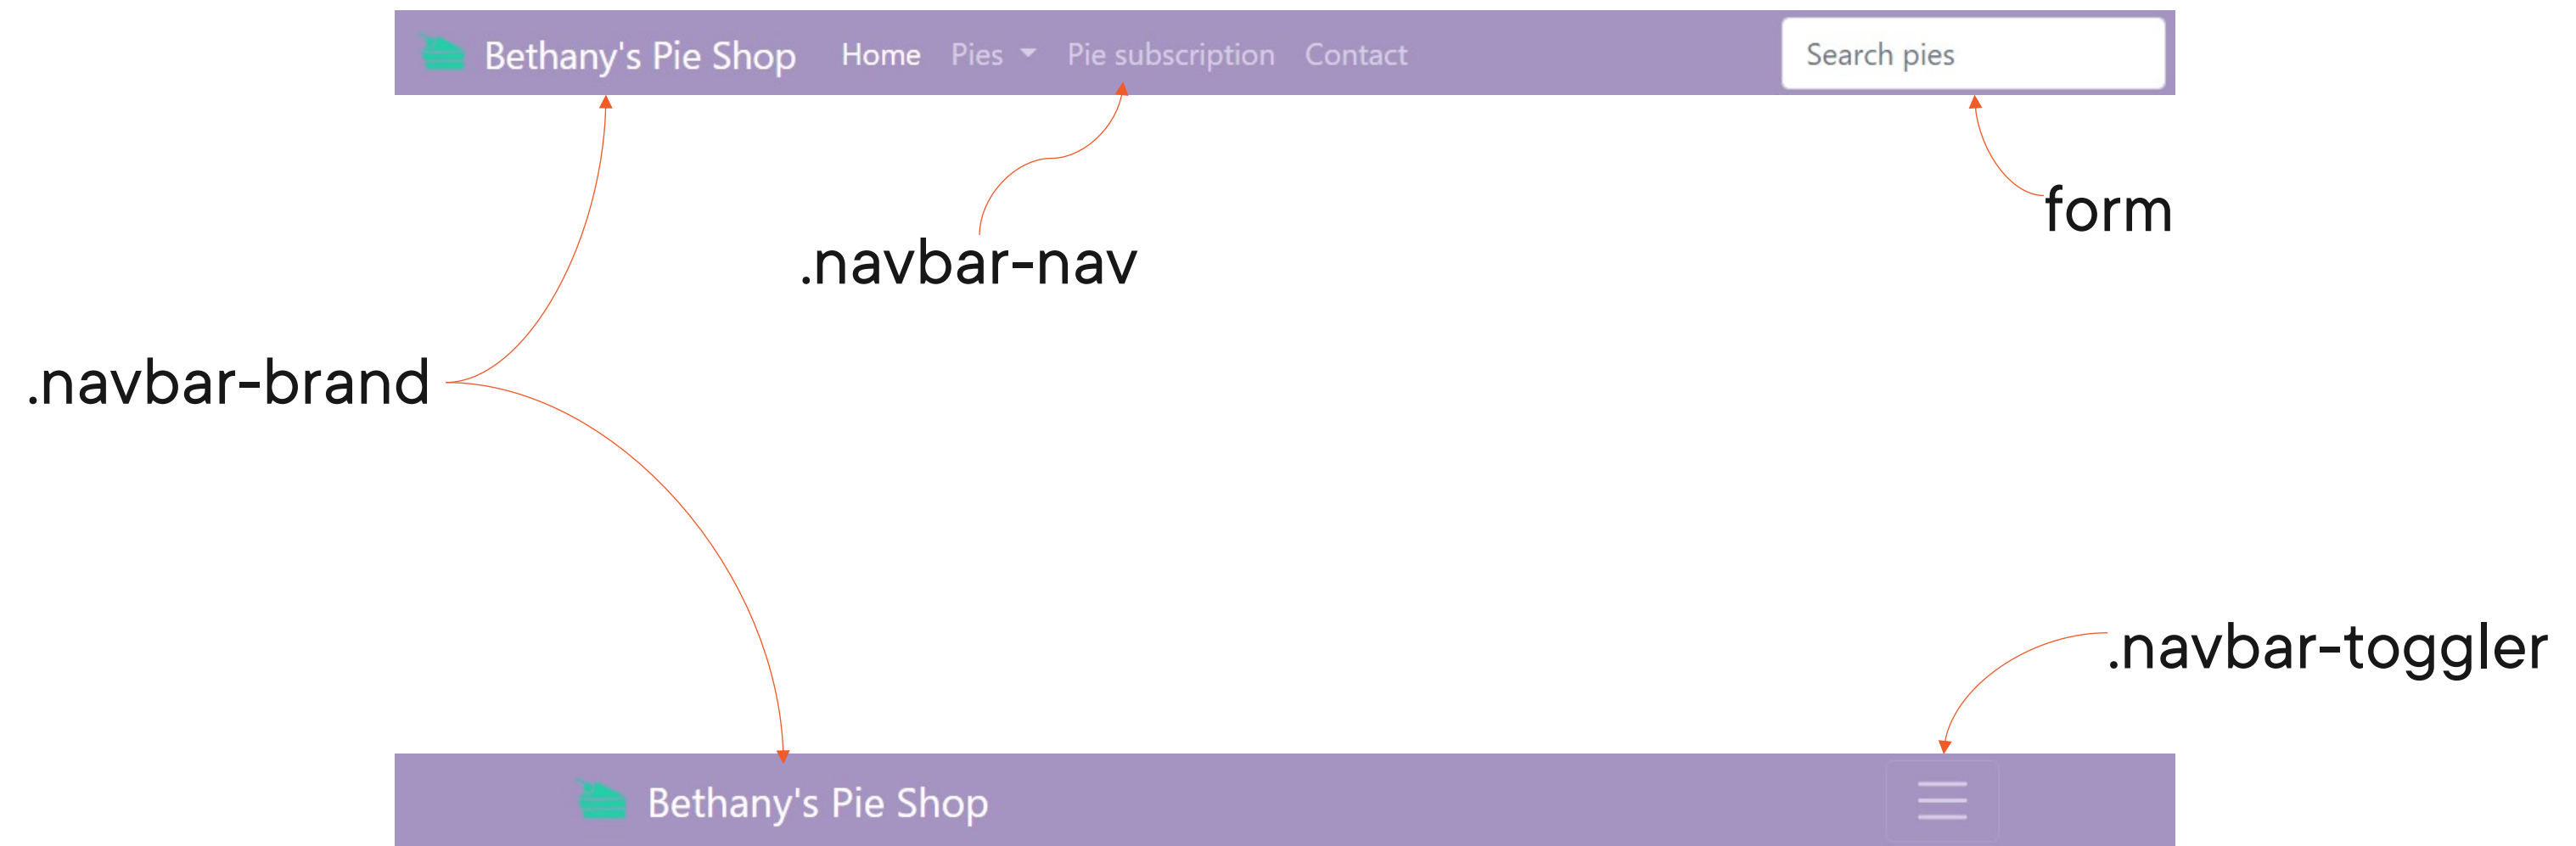 Bethany's Pie Shop Home Pies Pie subscription Contact Search pies
form
.navbar-nav
.navbar-brand
.navbar-toggler
Bethany's Pie Shop